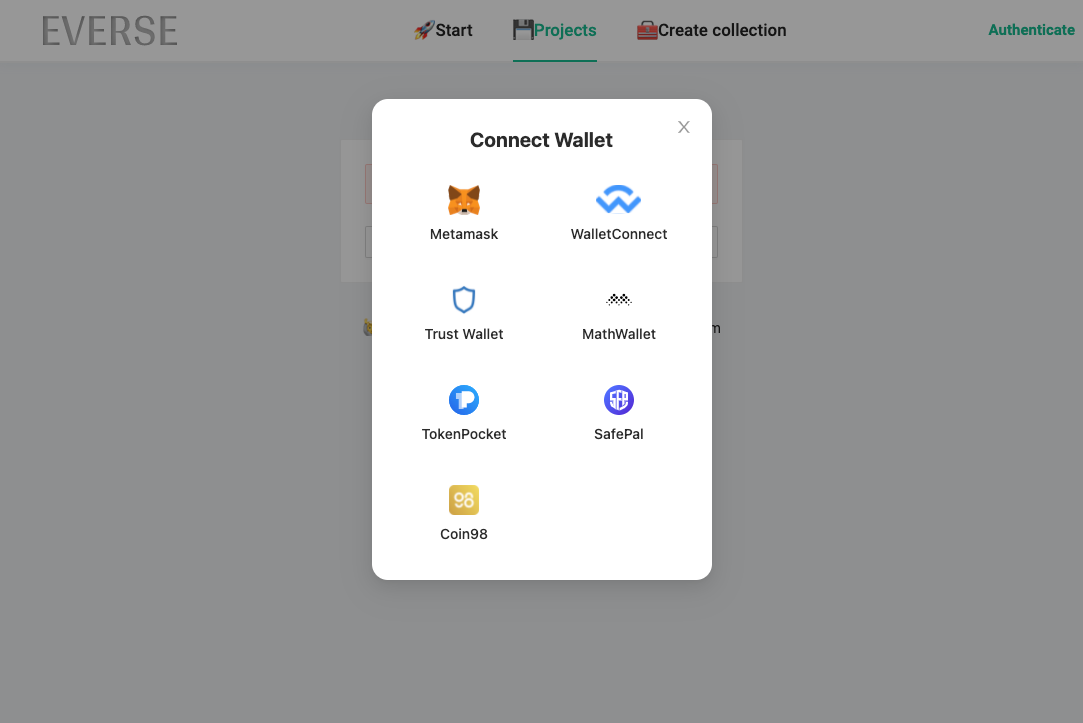 EVERSE
Start
Projects
Create collection
Authenticate
Connect Wallet
Metamask
WalletConnect
Trust Wallet
MathWallet
TokenPocket
SafePal
Coin98